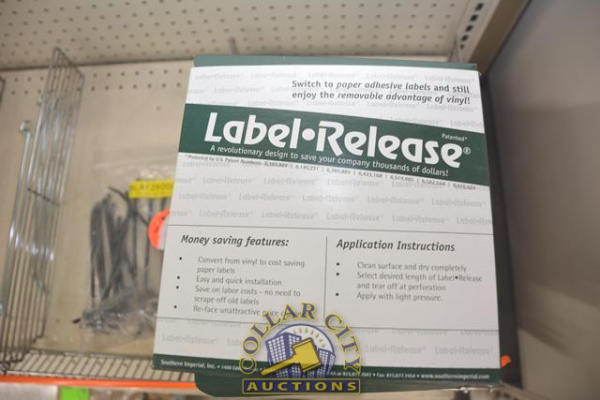 Switch to paper adhesive labels and still
enjoy the removable advantage of vinyl!
Label•Release®
Patented*
A revolutionary design to save your company thousands of dollars!
Money saving features:
• Convert from vinyl to cost saving
paper labels
• Easy and quick installation
• Save on labor costs – no need to
scrape off old labels
• Re-face unattractive price
Application Instructions
• Clean surface and dry completely
• Select desired length of Label•Release
and tear off at perforation
• Apply with light pressure.
COLLAR CITY
AUCTIONS
Southern Imperial, Inc.